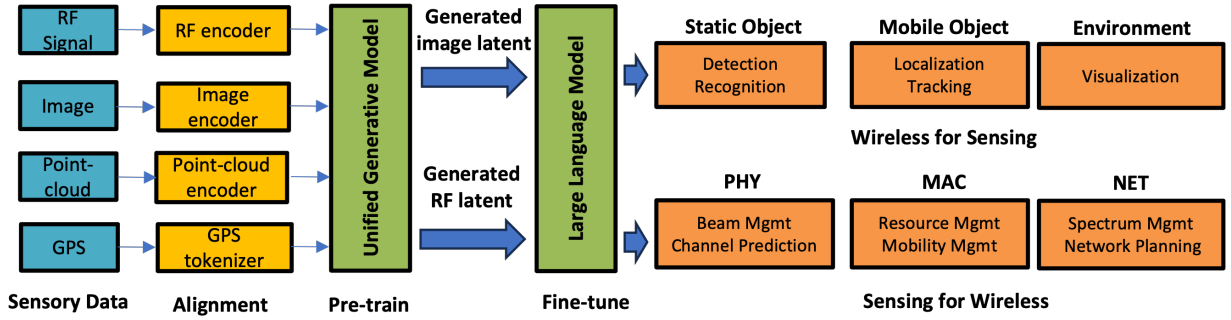 RF
Signal
RF encoder
Image
Image
encoder
Point-
cloud
Point-cloud
encoder
GPS
GPS
tokenizer
Sensory Data
Alignment
Unified Generative Model
Pre-train
Generated
image latent
Generated
RF latent
Large Language Model
Fine-tune
Static Object
Detection
Recognition
Mobile Object
Localization
Tracking
Environment
Visualization
Wireless for Sensing
PHY
Beam Mgmt
Channel Prediction
MAC
Resource Mgmt
Mobility Mgmt
NET
Spectrum Mgmt
Network Planning
Sensing for Wireless